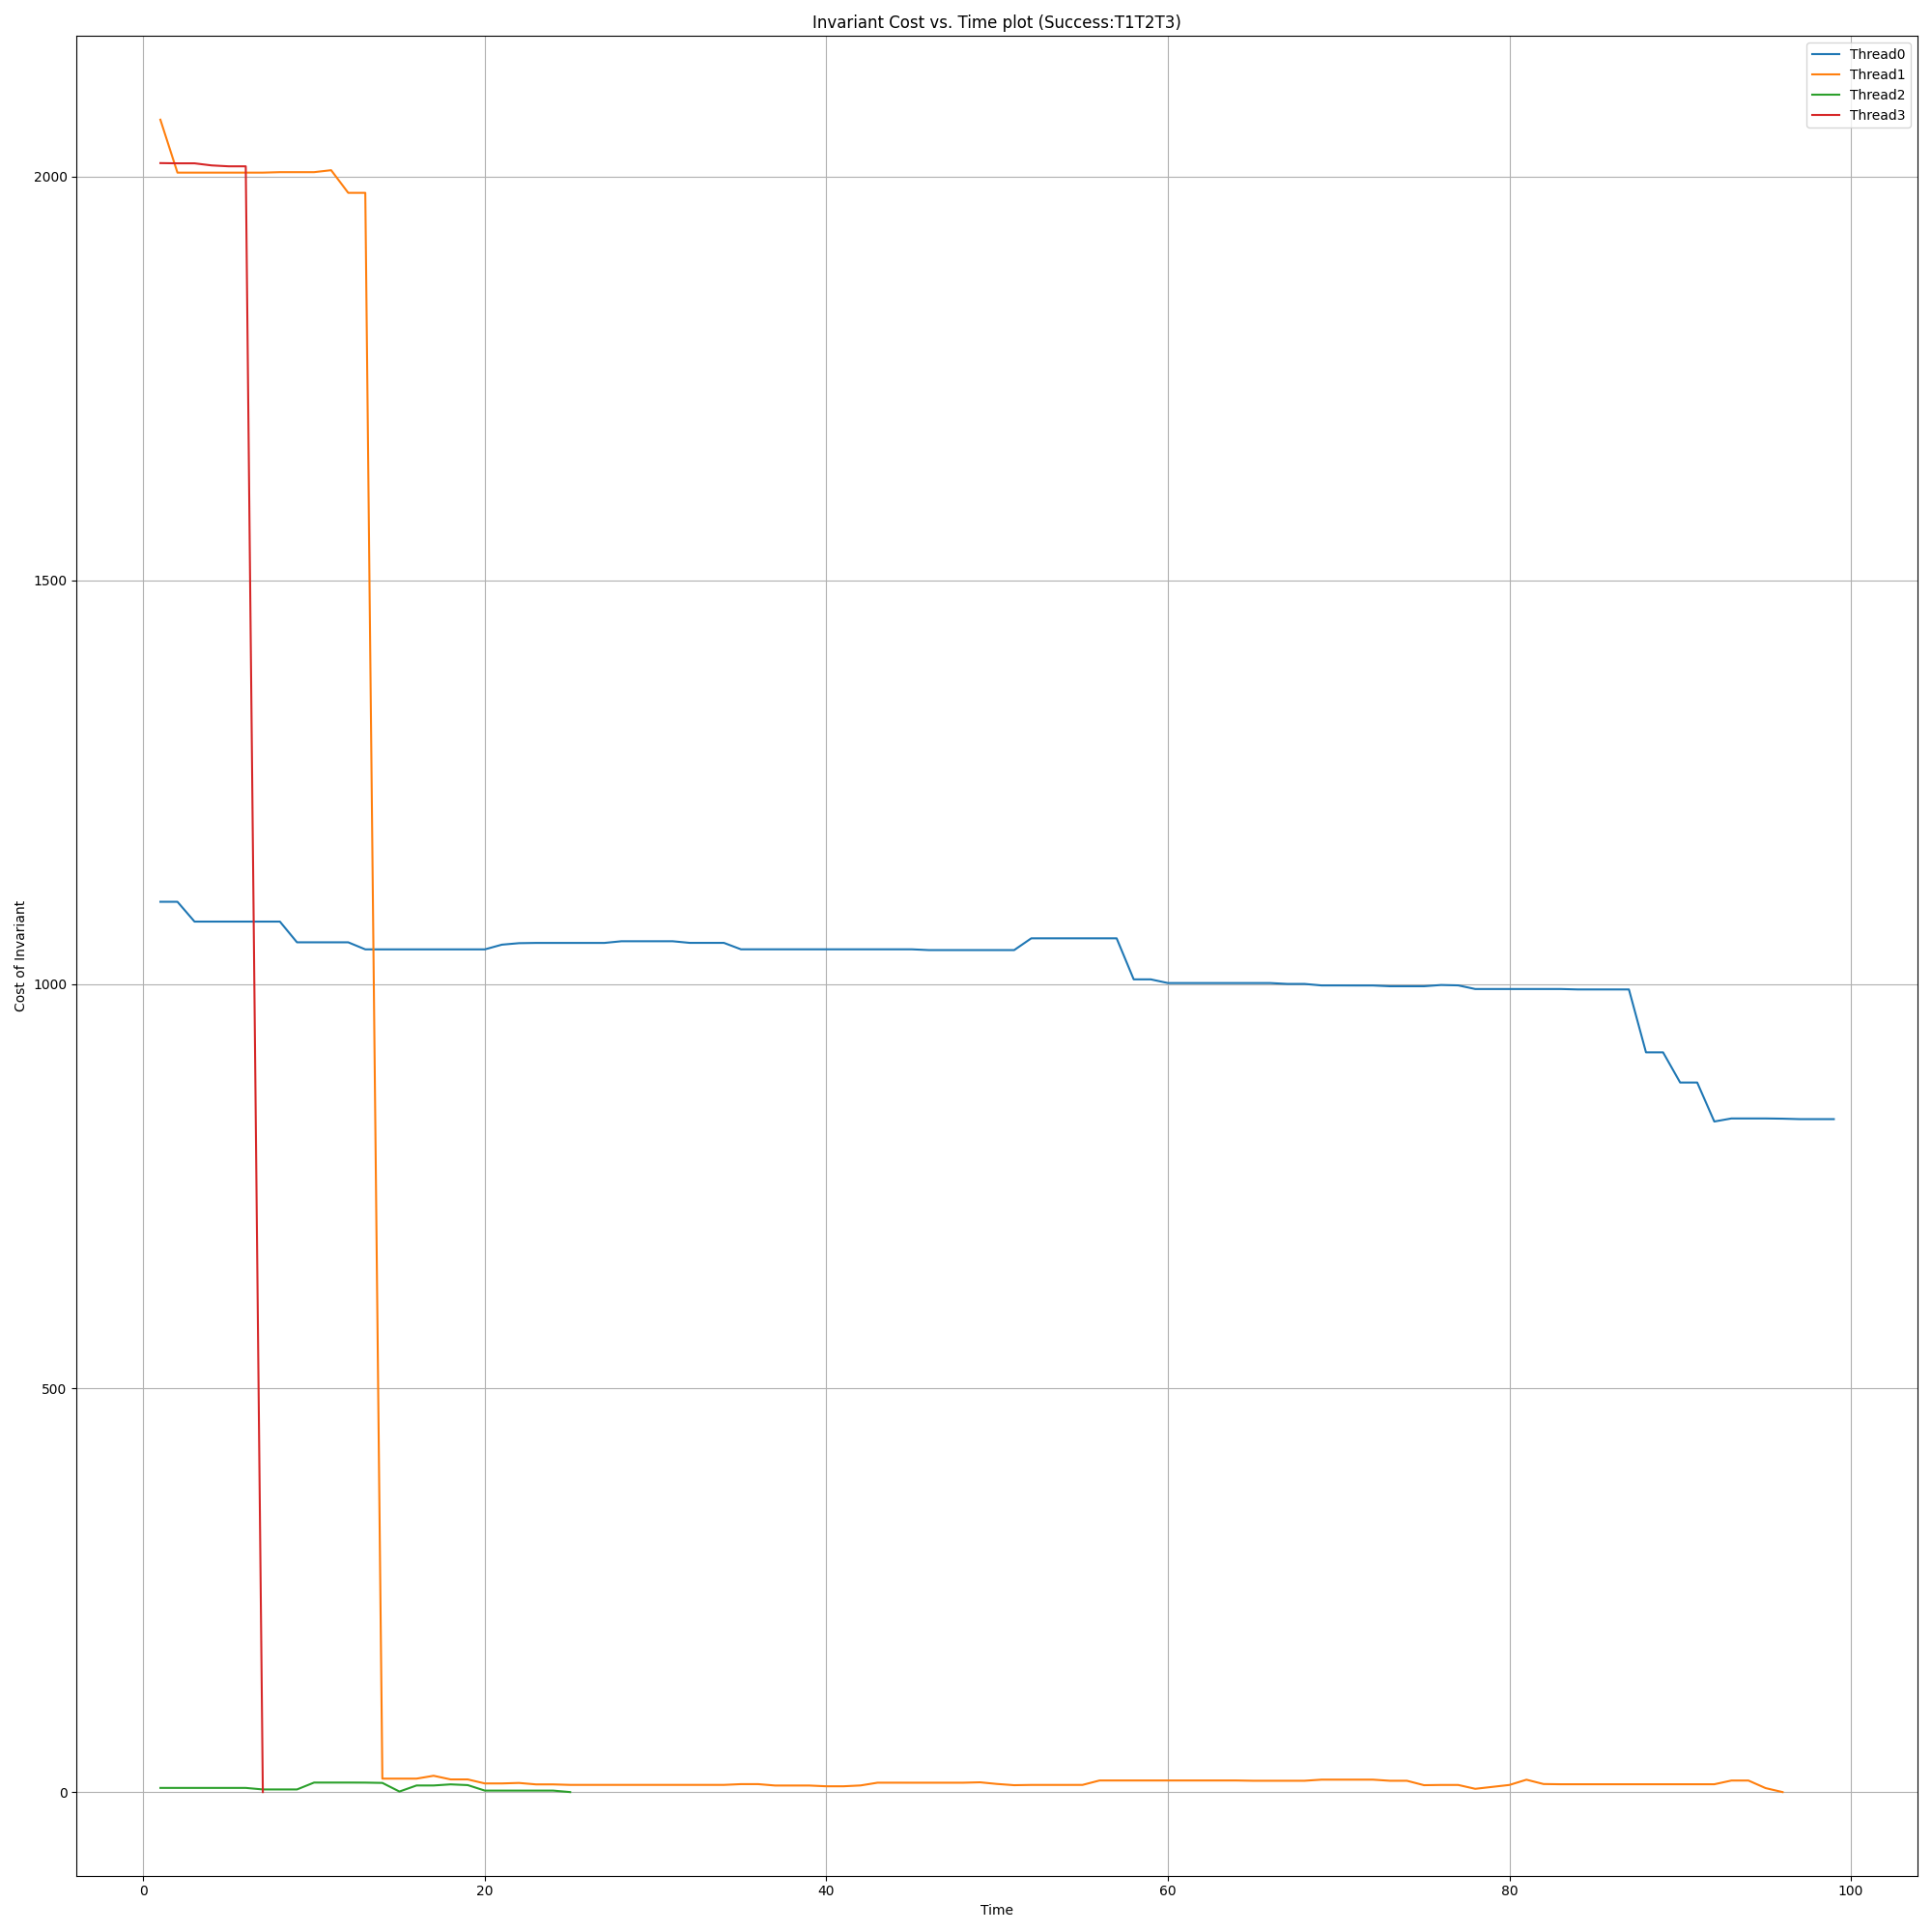 Invariant Cost vs. Time plot (Success:T1T2T3)
Thread0
Thread1
Thread2
Thread3
2000
1500
1000
500
0
Cost of Invariant
0 20 40 60 80 100
Time